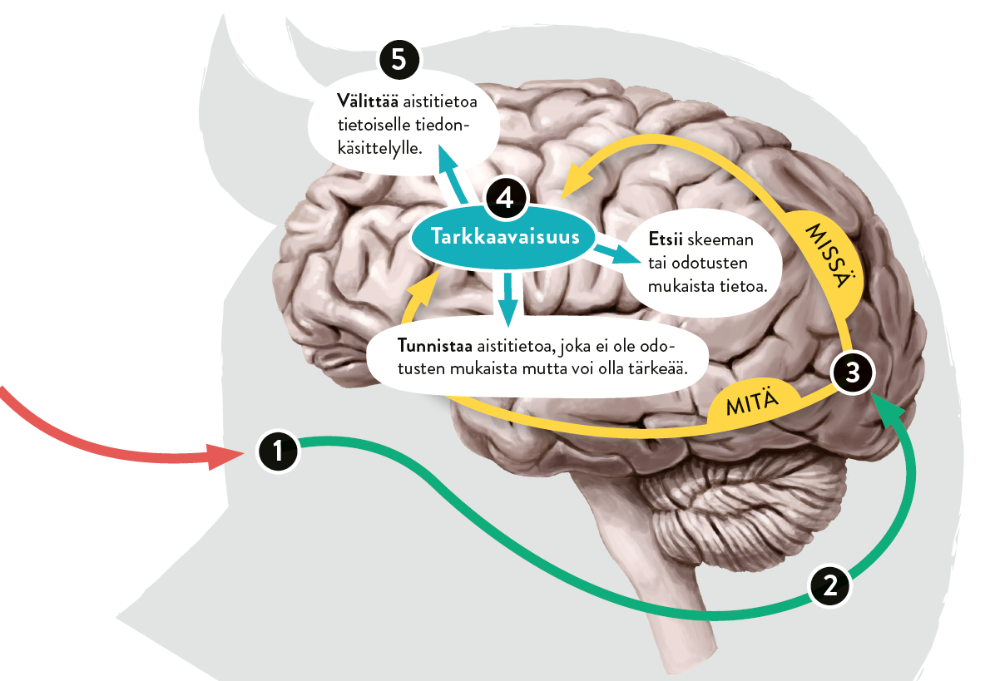 5
Välittää aistitietoa
tietoiselle tiedon-
käsittelylle.
4
Tarkkaavaisuus
Etsii skeeman
tai odotusten
mukaista tietoa.
MISSÄ
Tunnistaa aistitietoa, joka ei ole odo-
tusten mukaista mutta voi olla tärkeää.
3
MITÄ
1
2